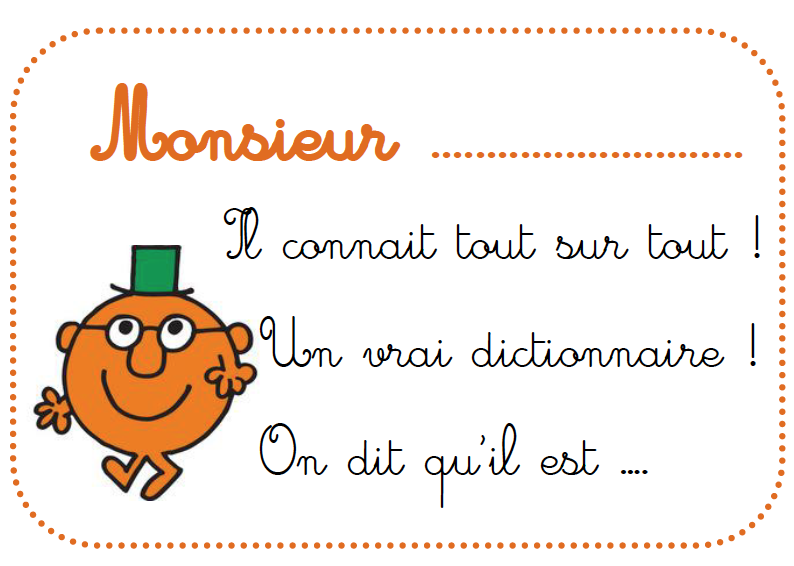 Monsieur ..............................
Il connait tout sur tout !
Un vrai dictionnaire !
On dit qu'il est ....